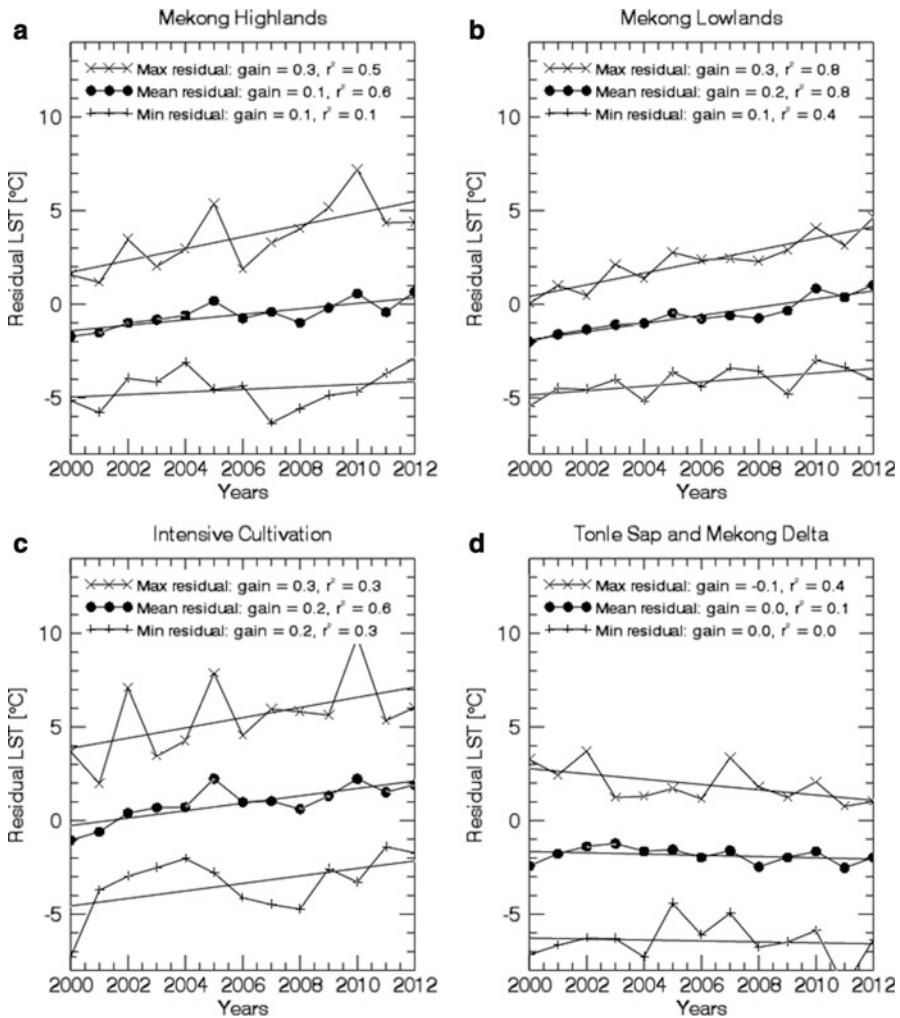 a
Mekong Highlands
Max residual: gain = 0.3, r² = 0.5
Mean residual: gain = 0.1, r² = 0.6
Min residual: gain = 0.1, r² = 0.1
Residual LST [°C]
10
5
0
-5
2000 2002 2004 2006 2008 2010 2012
Years
b
Mekong Lowlands
Max residual: gain = 0.3, r² = 0.8
Mean residual: gain = 0.2, r² = 0.8
Min residual: gain = 0.1, r² = 0.4
Residual LST [°C]
10
5
0
-5
2000 2002 2004 2006 2008 2010 2012
Years
c
Intensive Cultivation
Max residual: gain = 0.3, r² = 0.3
Mean residual: gain = 0.2, r² = 0.6
Min residual: gain = 0.2, r² = 0.3
Residual LST [°C]
10
5
0
-5
2000 2002 2004 2006 2008 2010 2012
Years
d
Tonle Sap and Mekong Delta
Max residual: gain = -0.1, r² = 0.4
Mean residual: gain = 0.0, r² = 0.1
Min residual: gain = 0.0, r² = 0.0
Residual LST [°C]
10
5
0
-5
2000 2002 2004 2006 2008 2010 2012
Years